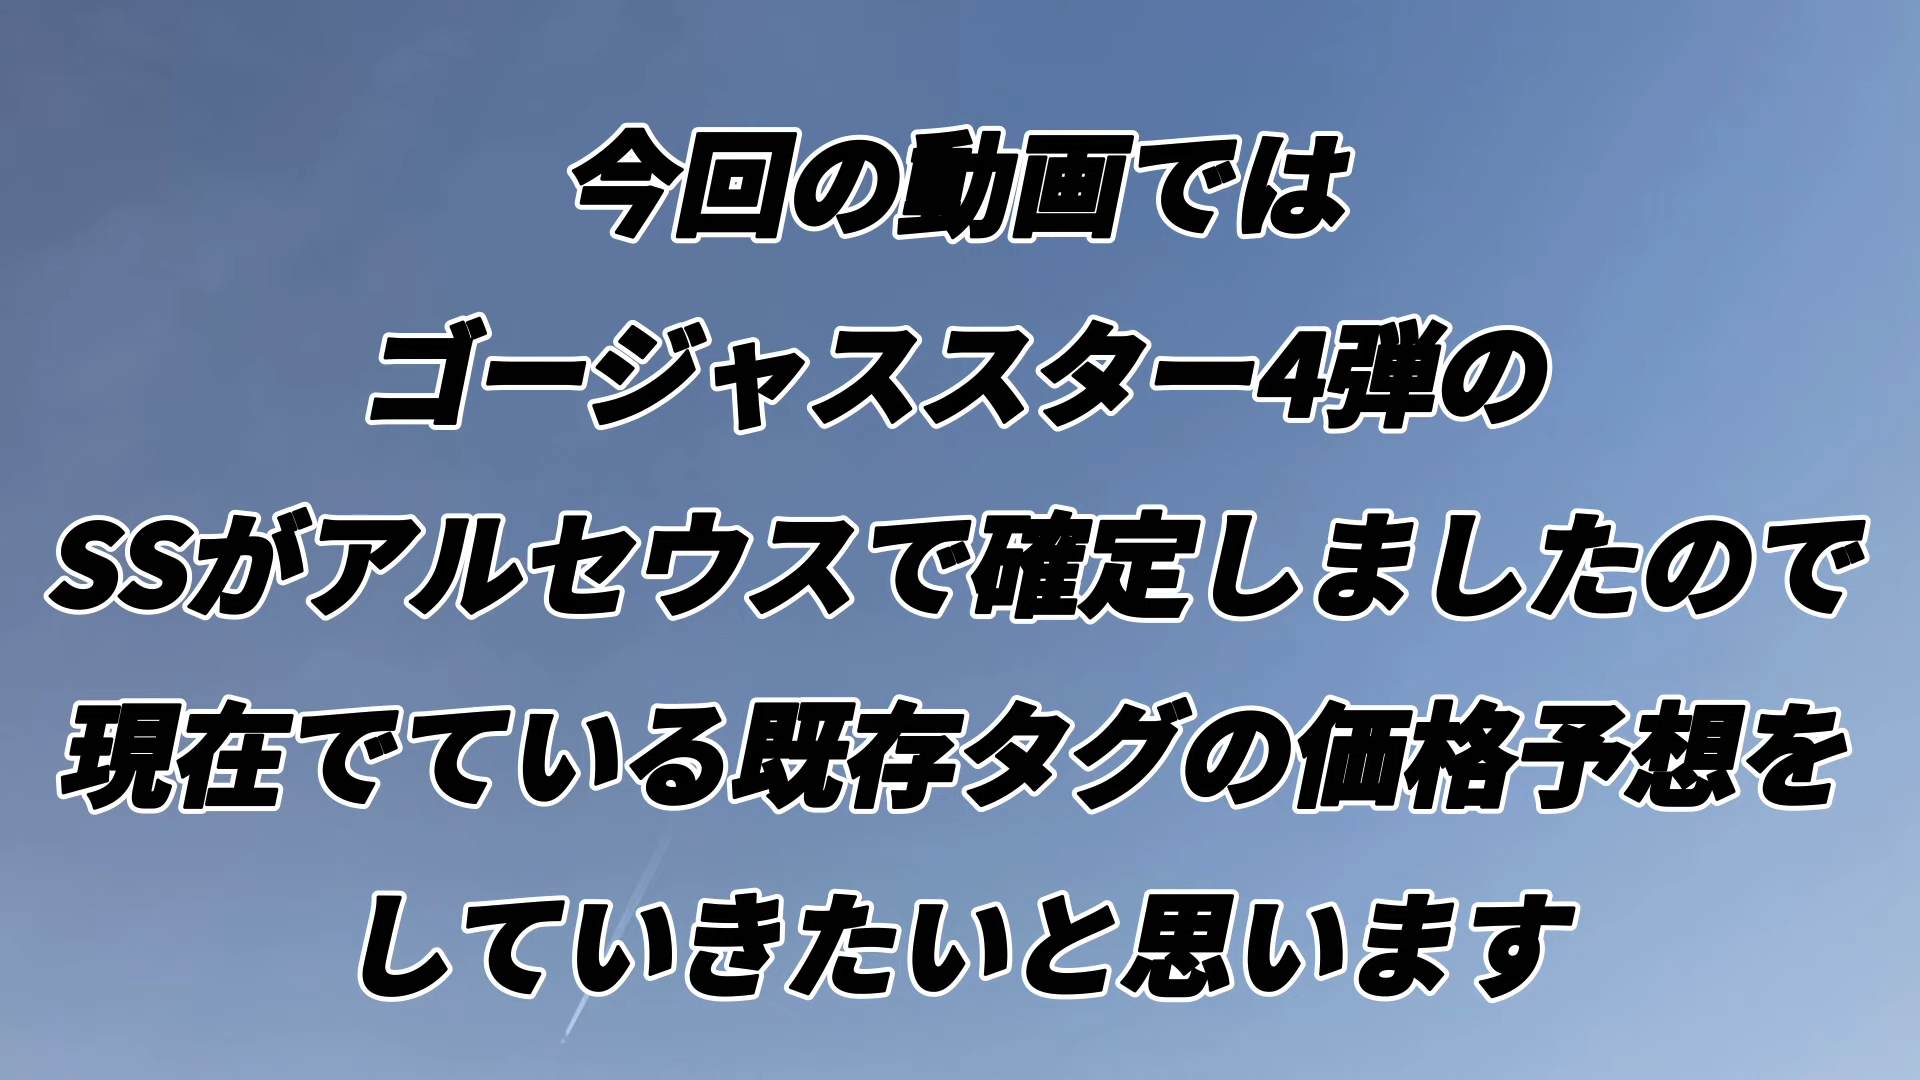 今回の動画では
ゴージャススター4弾の
SSがアルセウスで確定しましたので
現在でている既存タグの価格予想を
していきたいと思います